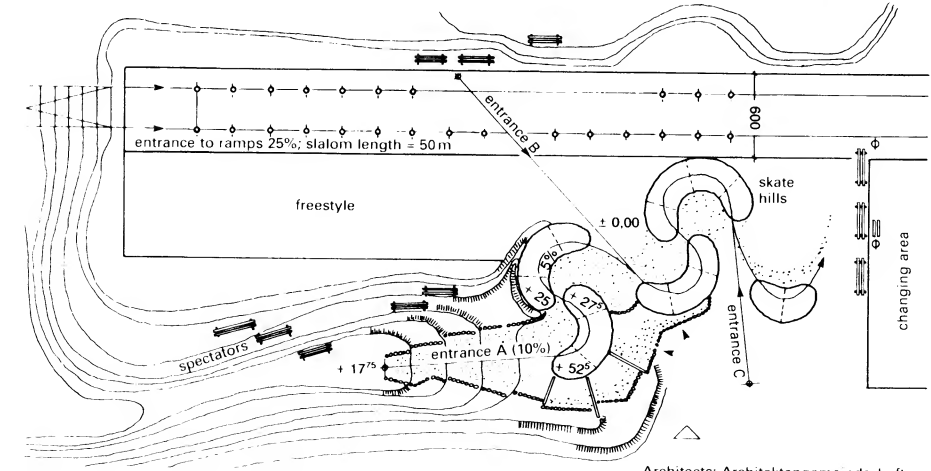 entrance B
600
entrance to ramps 25%; slalom length = 50 m
freestyle
skate
hills
± 0,00
5%
+ 25
+ 27⁵
changing area
entrance C
spectators
entrance A (10%)
+ 17⁷⁵
+ 52⁵